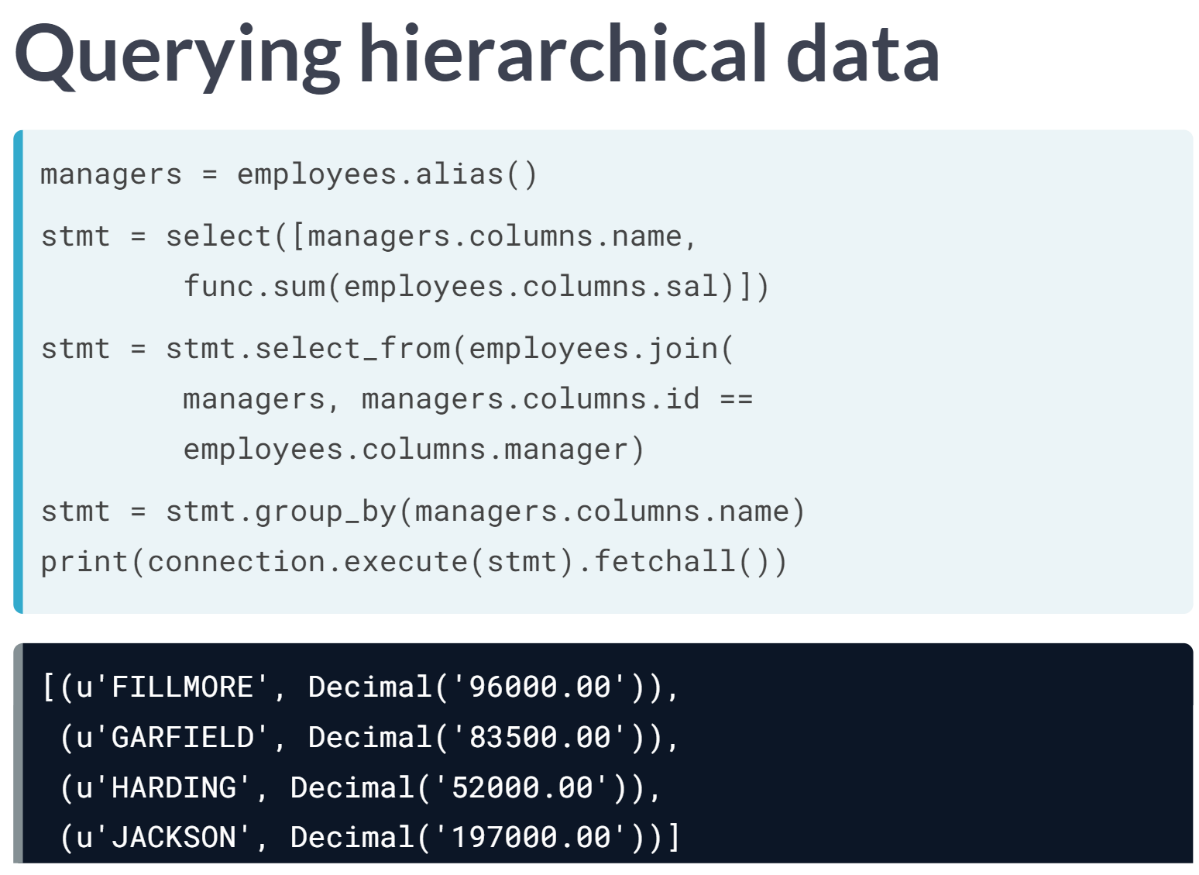 Querying hierarchical data
managers = employees.alias()
stmt = select([managers.columns.name,
        func.sum(employees.columns.sal)])
stmt = stmt.select_from(employees.join(
        managers, managers.columns.id ==
        employees.columns.manager)
stmt = stmt.group_by(managers.columns.name)
print(connection.execute(stmt).fetchall())
[(u'FILLMORE', Decimal('96000.00')),
 (u'GARFIELD', Decimal('83500.00')),
 (u'HARDING', Decimal('52000.00')),
 (u'JACKSON', Decimal('197000.00'))]